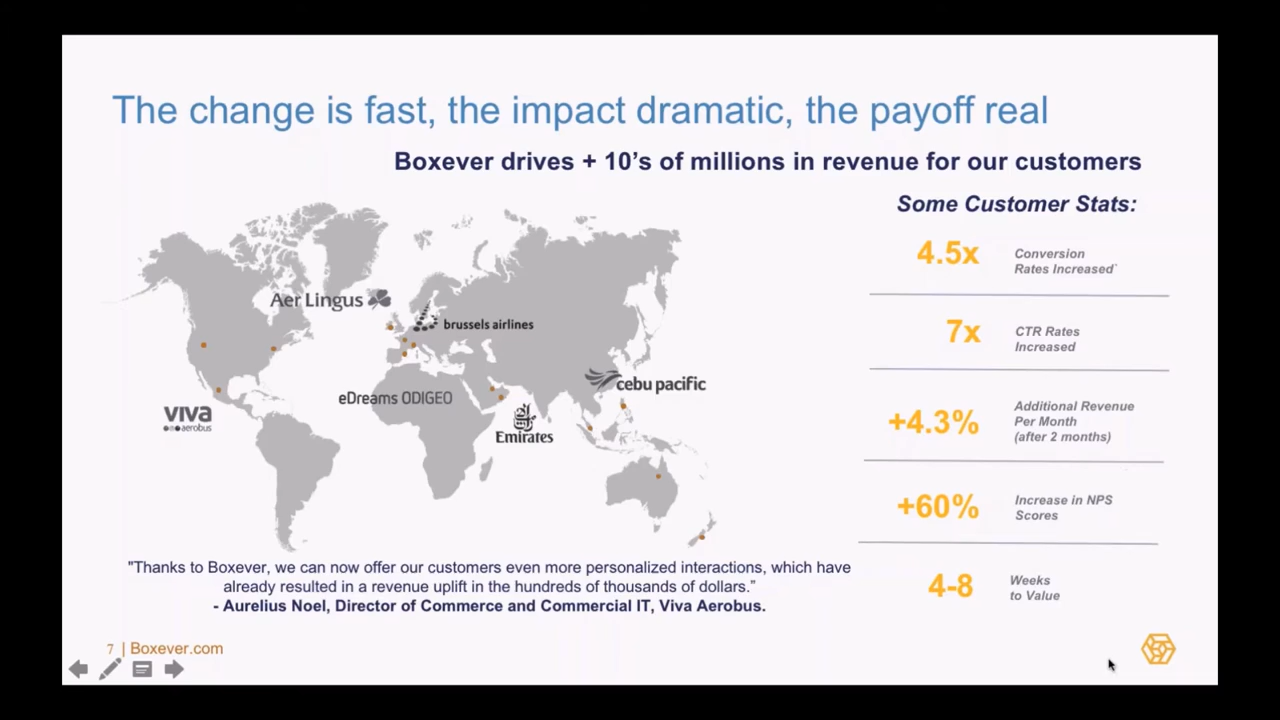 The change is fast, the impact dramatic, the payoff real
Boxever drives + 10's of millions in revenue for our customers
Some Customer Stats:
4.5x
Conversion
Rates Increased
7x
CTR Rates
Increased
+4.3%
Additional Revenue
Per Month
(after 2 months)
+60%
Increase in NPS
Scores
4-8
Weeks
to Value
Aer Lingus
brussels airlines
cebu pacific
eDreams ODIGEO
viva
aerobus
Emirates
"Thanks to Boxever, we can now offer our customers even more personalized interactions, which have
already resulted in a revenue uplift in the hundreds of thousands of dollars.”
- Aurelius Noel, Director of Commerce and Commercial IT, Viva Aerobus.
7 | Boxever.com